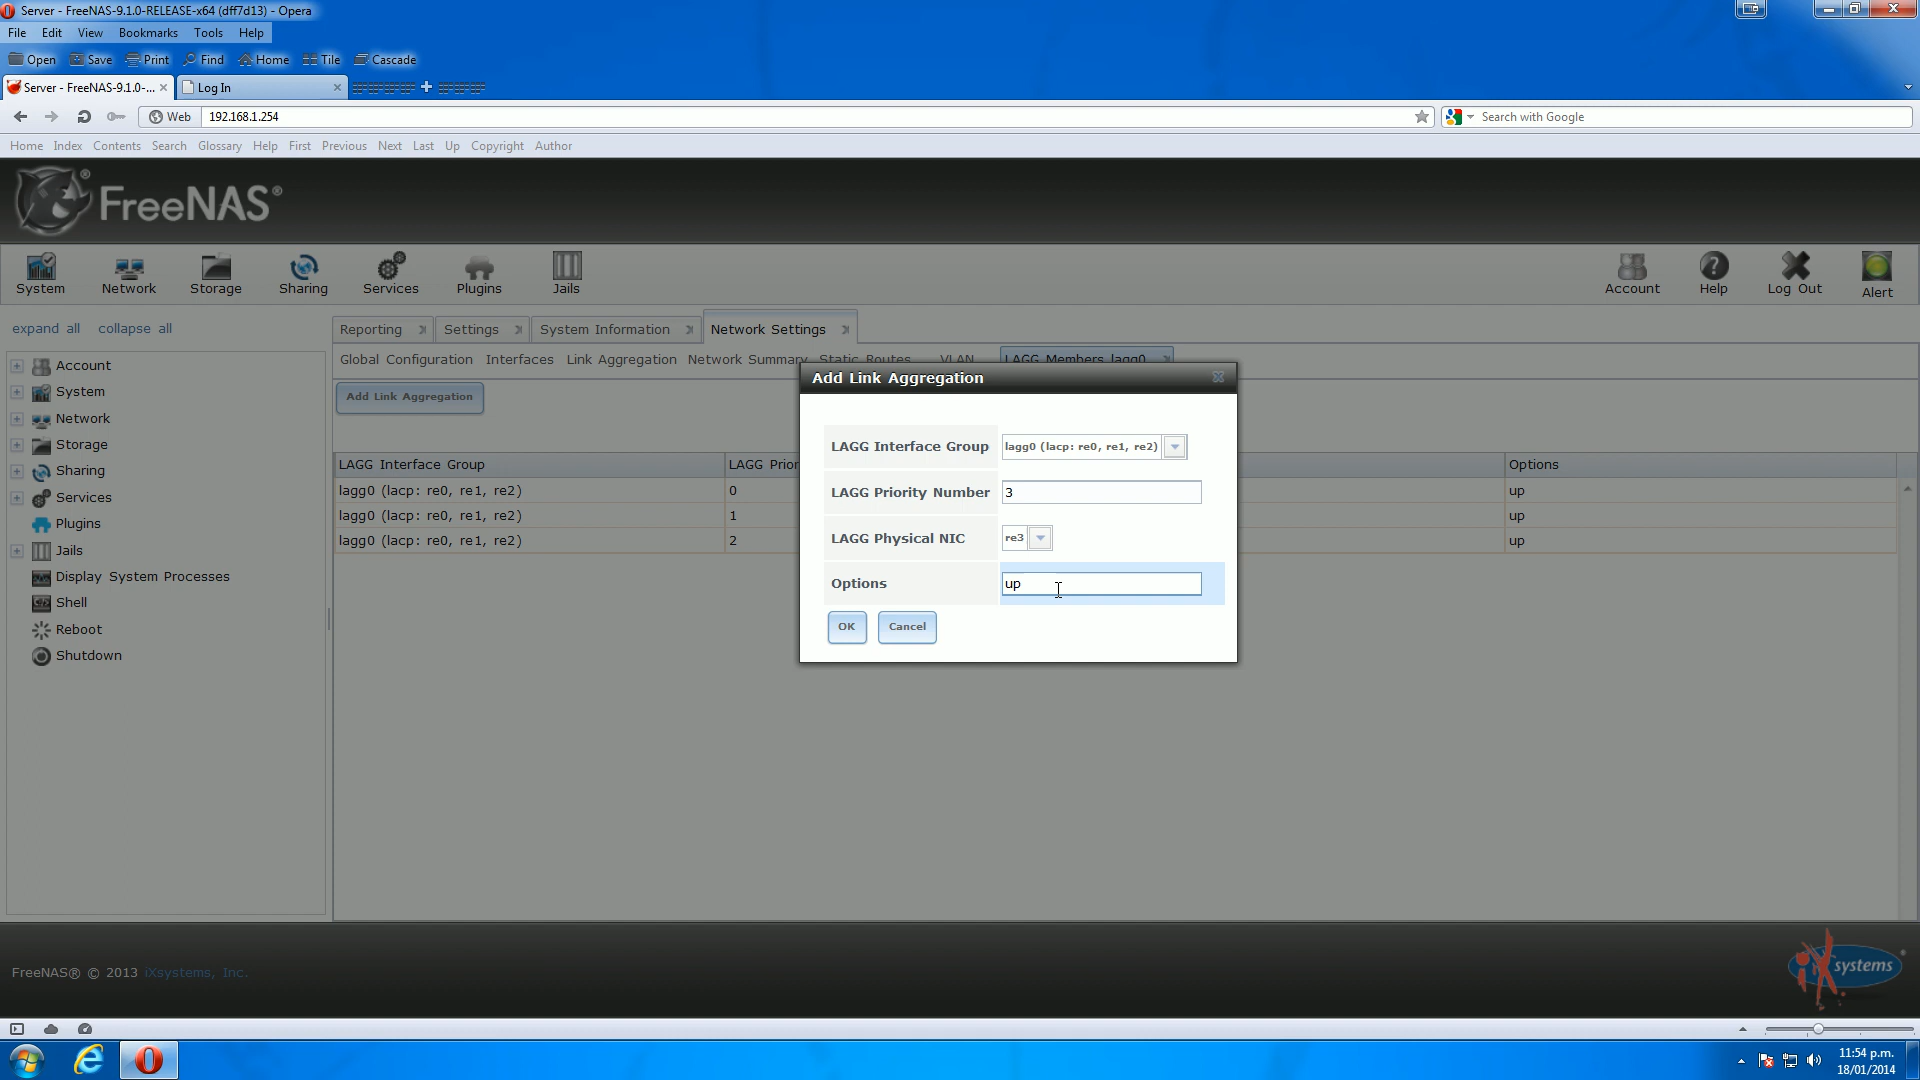 Server - FreeNAS-9.1.0-RELEASE-x64 (dff7d13) - Opera
File Edit View Bookmarks Tools Help
Open Save Print Find Home Tile Cascade
Server - FreeNAS-9.1.0-... Log In
Web 192.168.1.254 Search with Google
Home Index Contents Search Glossary Help First Previous Next Last Up Copyright Author
FreeNAS®
System Network Storage Sharing Services Plugins Jails Account Help Log Out Alert
expand all collapse all
Reporting Settings System Information Network Settings
Global Configuration Interfaces Link Aggregation Network Summary Static Routes VLAN LAGG Members lagg0
Add Link Aggregation
LAGG Interface Group LAGG Prior Options
lagg0 (lacp: re0, re1, re2) 0 up
lagg0 (lacp: re0, re1, re2) 1 up
lagg0 (lacp: re0, re1, re2) 2 up
Account
System
Network
Storage
Sharing
Services
Plugins
Jails
Display System Processes
Shell
Reboot
Shutdown
Add Link Aggregation
LAGG Interface Group lagg0 (lacp: re0, re1, re2)
LAGG Priority Number 3
LAGG Physical NIC re3
Options up
OK Cancel
FreeNAS® © 2013 iXsystems, Inc.
iXsystems
11:54 p.m.
18/01/2014